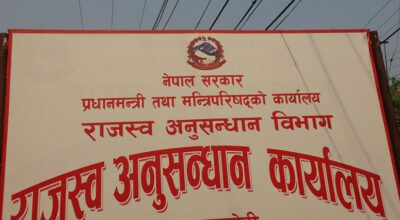 नेपाल सरकार
प्रधानमन्त्री तथा मन्त्रिपरिषद्को कार्यालय
राजस्व अनुसन्धान विभाग
राजस्व अनुसन्धान कार्यालय